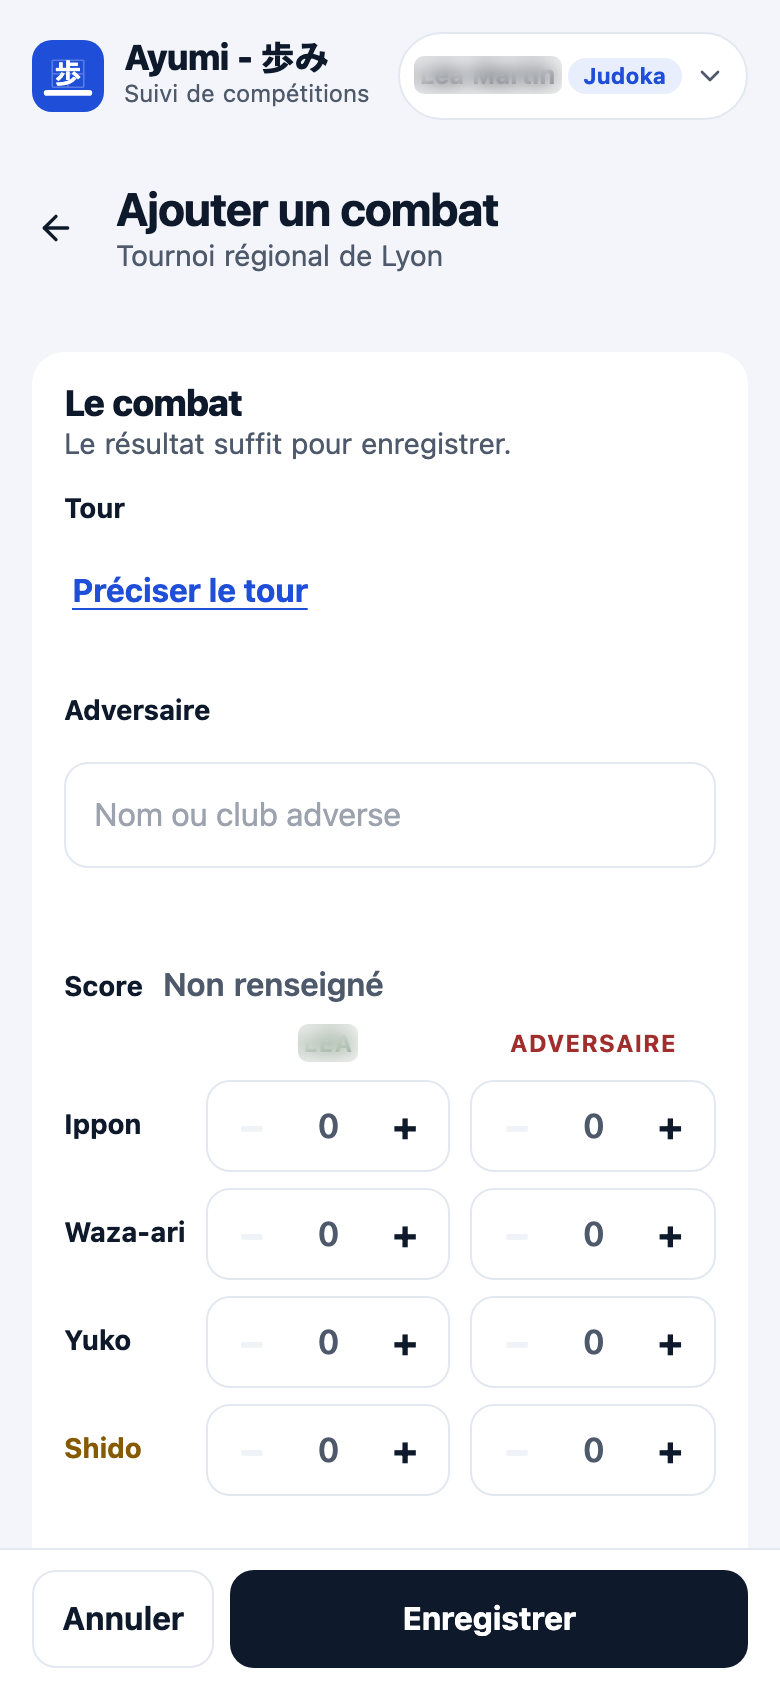 歩
Ayumi - 歩み
Suivi de compétitions
Judoka
Ajouter un combat
Tournoi régional de Lyon
Le combat
Le résultat suffit pour enregistrer.
Tour
Préciser le tour
Adversaire
Nom ou club adverse
Score Non renseigné
ADVERSAIRE
Ippon − 0 + − 0 +
Waza-ari − 0 + − 0 +
Yuko − 0 + − 0 +
Shido − 0 + − 0 +
Annuler Enregistrer